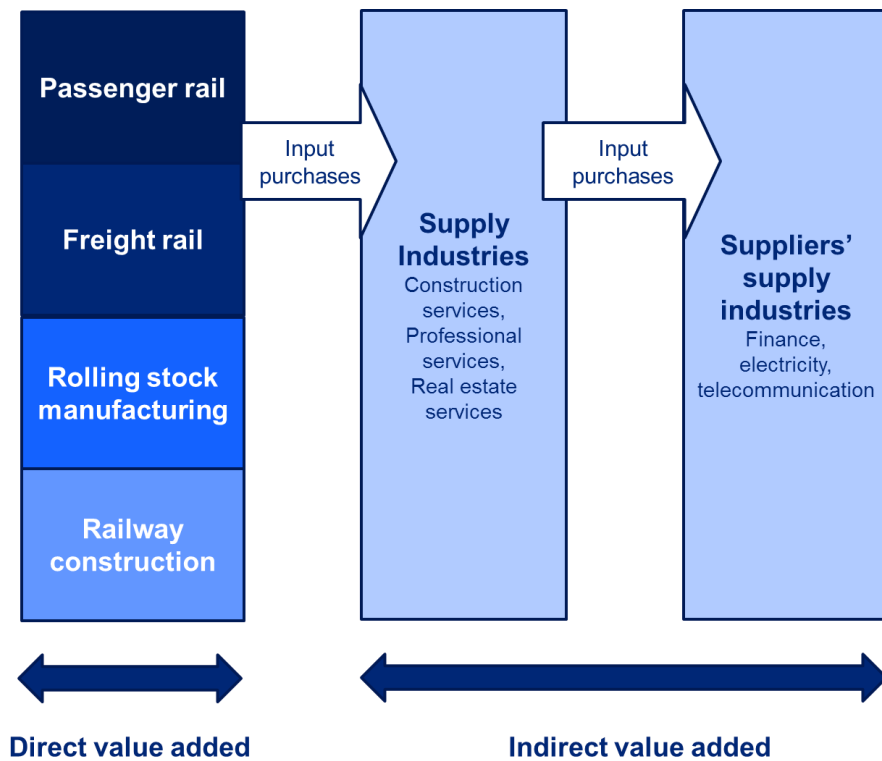 Passenger rail
Freight rail
Rolling stock
manufacturing
Railway
construction
Input
purchases
Supply
Industries
Construction
services,
Professional
services,
Real estate
services
Input
purchases
Suppliers’
supply
industries
Finance,
electricity,
telecommunication
Direct value added
Indirect value added